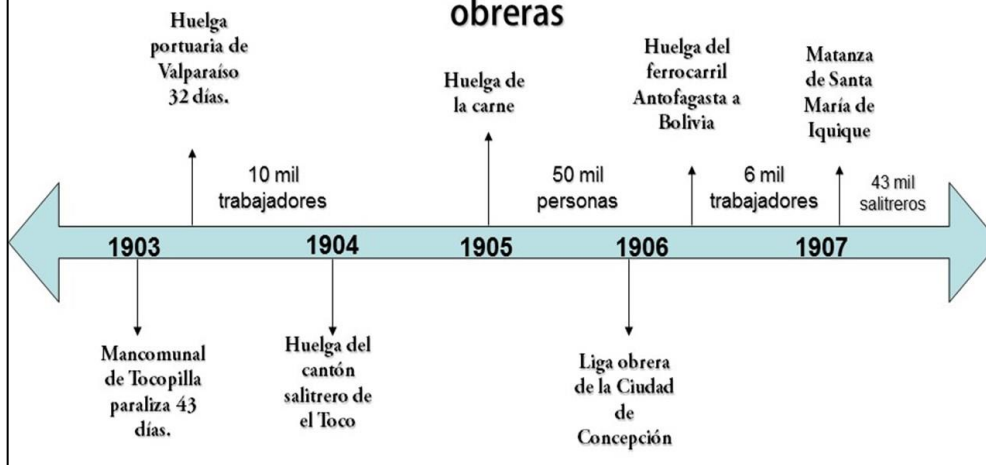 obreras
Huelga
portuaria de
Valparaíso
32 días.
Huelga de
la carne
Huelga del
ferrocarril
Antofagasta a
Bolivia
Matanza
de Santa
María de
Iquique
10 mil
trabajadores
50 mil
personas
6 mil
trabajadores
43 mil
salitreros
1903
1904
1905
1906
1907
Mancomunal
de Tocopilla
paraliza 43
días.
Huelga del
cantón
salitrero de
el Toco
Liga obrera
de la Ciudad
de
Concepción